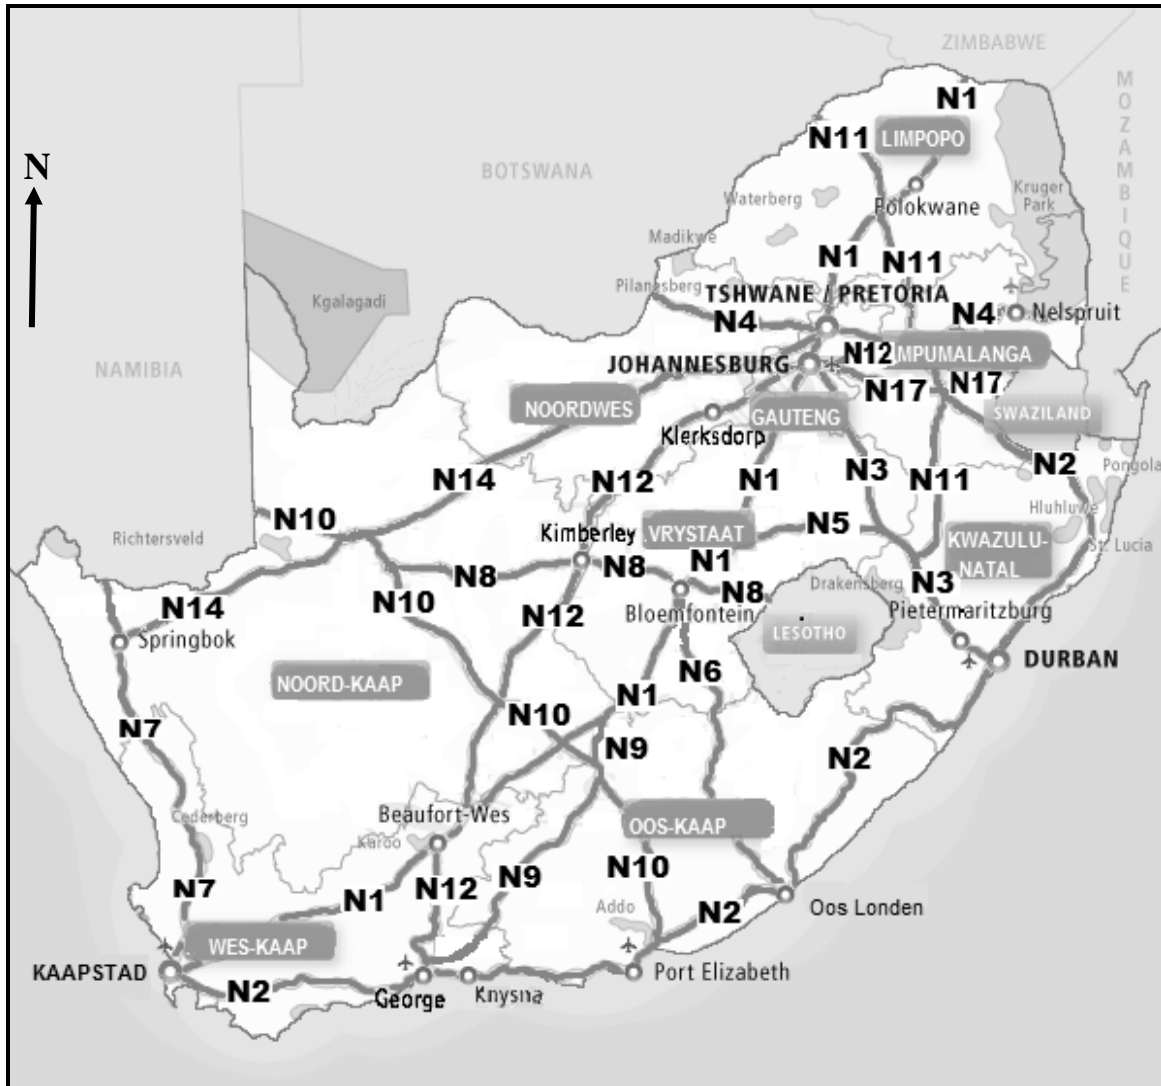 ZIMBABWE
MOZAMBIQUE
N1
N11
LIMPOPO
N
BOTSWANA
Kruger
Park
Waterberg
Polokwane
Madikwe
N1
N11
Pilanesberg
TSHWANE / PRETORIA
Kgalagadi
N4
N4
Nelspruit
N12
MPUMALANGA
JOHANNESBURG
NAMIBIA
N17
N17
NOORDWES
GAUTENG
SWAZILAND
Klerksdorp
N3
N2
Pongola
N14
N12
N1
N11
Hluhluwe
N10
N5
Richtersveld
Kimberley
VRYSTAAT
KWAZULU-
NATAL
St. Lucia
N8
N8
N1
N3
Drakensberg
N14
N10
N12
N8
Bloemfontein
Pietermaritzburg
Springbok
LESOTHO
DURBAN
N6
NOORD-KAAP
N1
N7
N10
N9
N2
Cederberg
Beaufort-Wes
OOS-KAAP
Karoo
N7
N1
N12
N9
N10
Addo
N2
Oos Londen
WES-KAAP
KAAPSTAD
N2
George
Knysna
Port Elizabeth